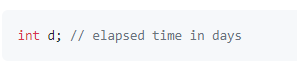 int d; // elapsed time in days